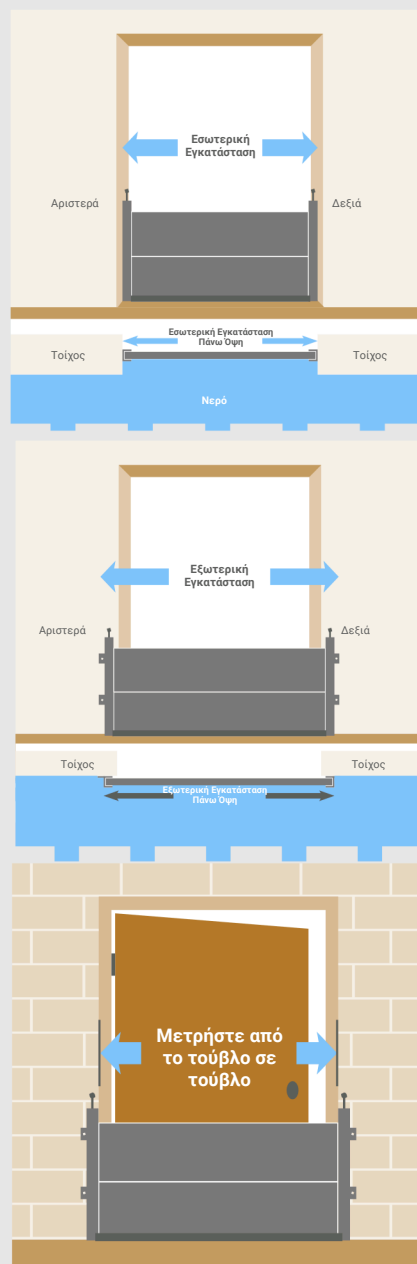 Εσωτερική
Εγκατάσταση
Αριστερά
Δεξιά
Εσωτερική Εγκατάσταση
Πάνω Όψη
Τοίχος
Τοίχος
Νερό
Εξωτερική
Εγκατάσταση
Αριστερά
Δεξιά
Τοίχος
Τοίχος
Εξωτερική Εγκατάσταση
Πάνω Όψη
Μετρήστε από
το τούβλο σε
τούβλο